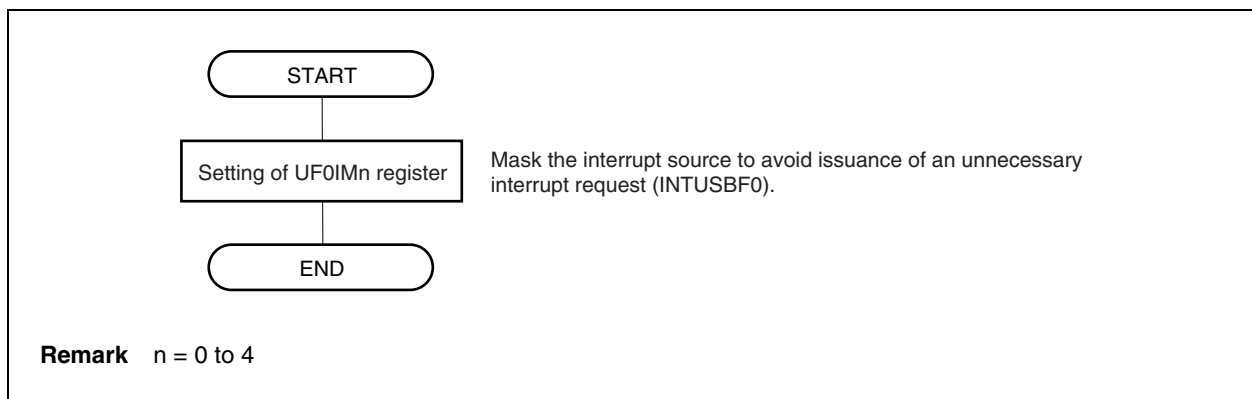 START
Setting of UF0IMn register
Mask the interrupt source to avoid issuance of an unnecessary
interrupt request (INTUSBF0).
END
Remark n = 0 to 4